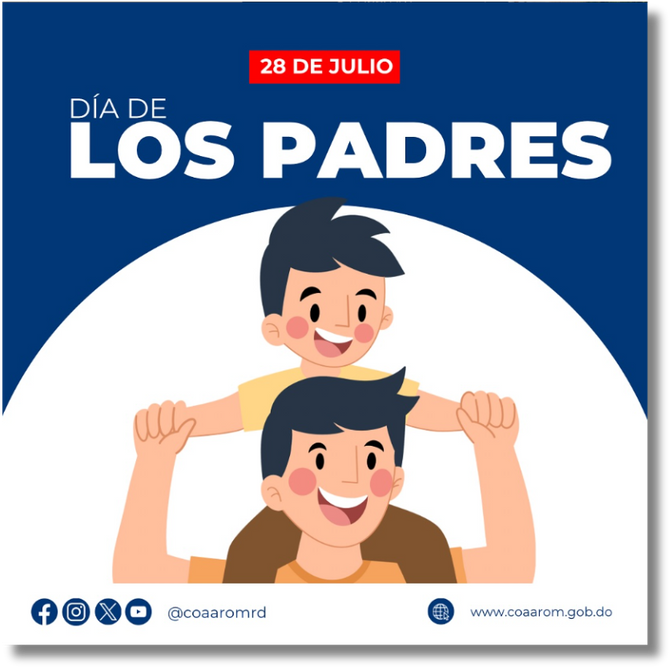 28 DE JULIO
DÍA DE
LOS PADRES
@coaaromrd
www.coaarom.gob.do